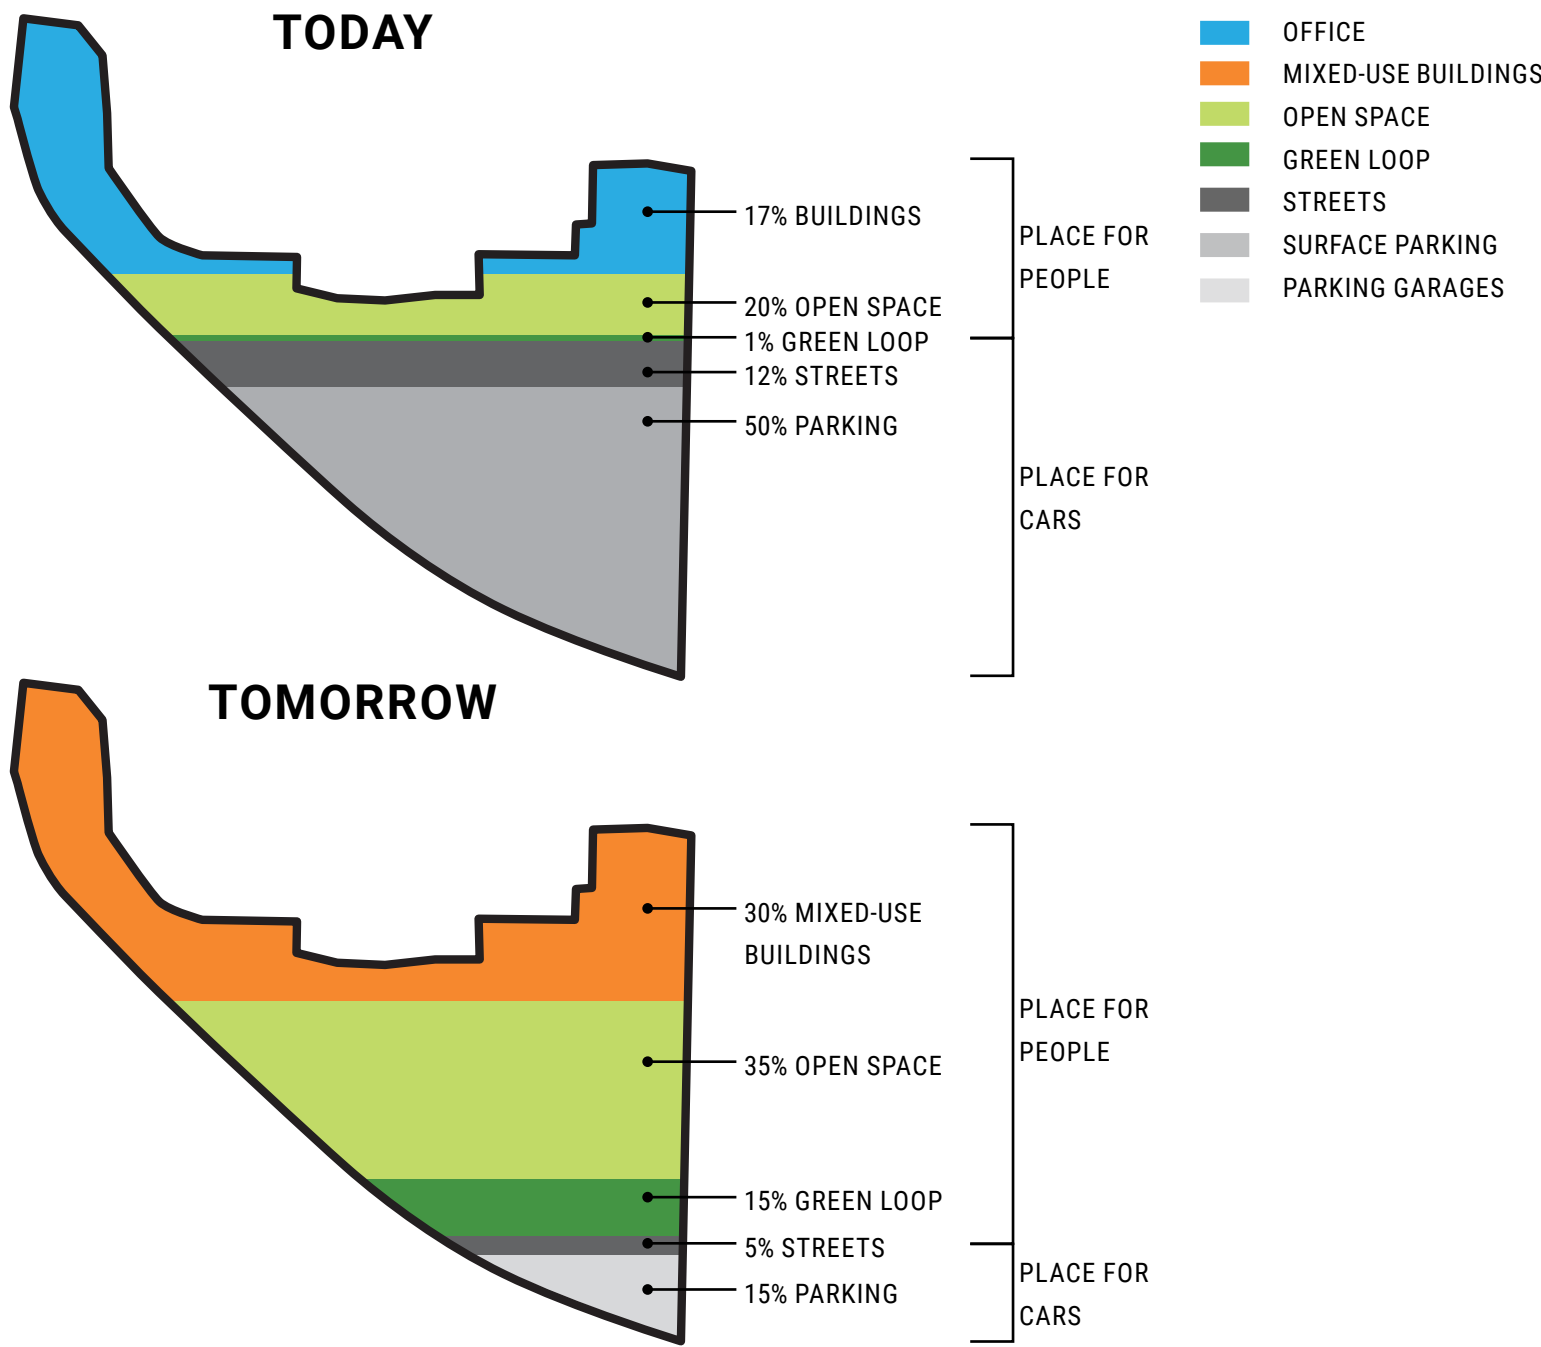 TODAY
OFFICE
MIXED-USE BUILDINGS
OPEN SPACE
GREEN LOOP
STREETS
SURFACE PARKING
PARKING GARAGES
17% BUILDINGS
20% OPEN SPACE
1% GREEN LOOP
12% STREETS
50% PARKING
PLACE FOR
PEOPLE
PLACE FOR
CARS
TOMORROW
30% MIXED-USE
BUILDINGS
35% OPEN SPACE
15% GREEN LOOP
5% STREETS
15% PARKING
PLACE FOR
PEOPLE
PLACE FOR
CARS